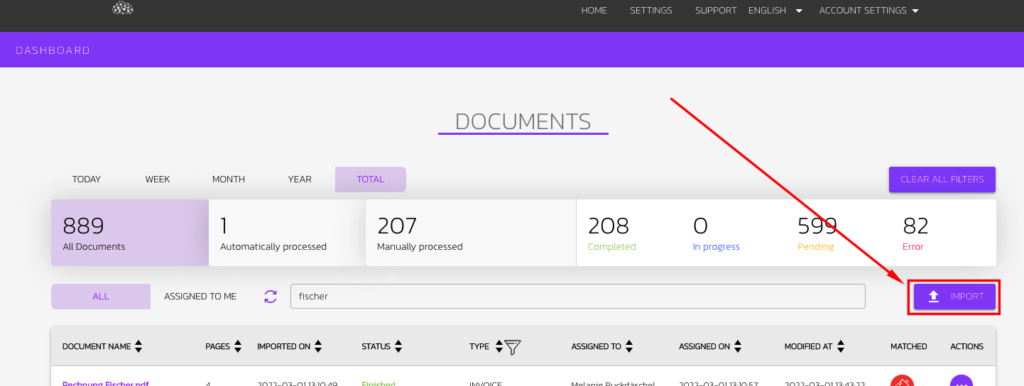 HOME SETTINGS SUPPORT ENGLISH ACCOUNT SETTINGS
DASHBOARD
DOCUMENTS
TODAY WEEK MONTH YEAR TOTAL CLEAR ALL FILTERS
889 1 207 208 0 599 82
All Documents Automatically processed Manually processed Completed In progress Pending Error
ALL ASSIGNED TO ME fischer IMPORT
DOCUMENT NAME PAGES IMPORTED ON STATUS TYPE ASSIGNED TO ASSIGNED ON MODIFIED AT MATCHED ACTIONS
Rechnung Fischer.pdf 4 2022-03-01 13:10:49 Finished INVOICE Melanie Ruckdäschel 2022-03-01 13:10:57 2022-03-01 13:43:22